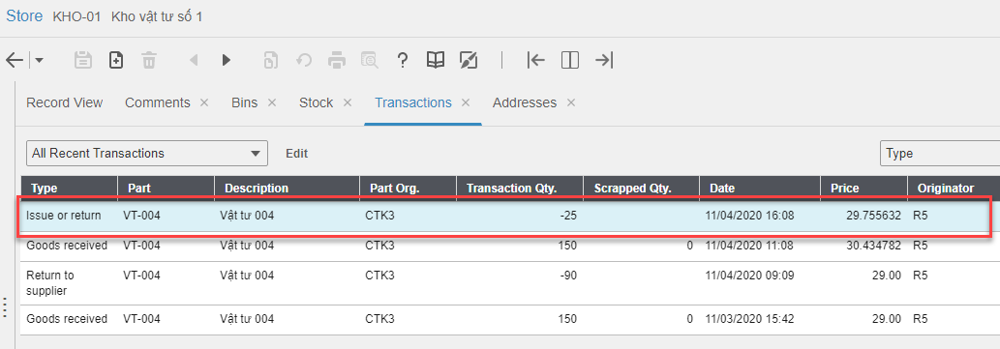 Store KHO-01 Kho vật tư số 1
Record View Comments Bins Stock Transactions Addresses
All Recent Transactions Edit Type
Type Part Description Part Org. Transaction Qty. Scrapped Qty. Date Price Originator
Issue or return VT-004 Vật tư 004 CTK3 -25 11/04/2020 16:08 29.755632 R5
Goods received VT-004 Vật tư 004 CTK3 150 0 11/04/2020 11:08 30.434782 R5
Return to VT-004 Vật tư 004 CTK3 -90 11/04/2020 09:09 29.00 R5
supplier
Goods received VT-004 Vật tư 004 CTK3 150 0 11/03/2020 15:42 29.00 R5